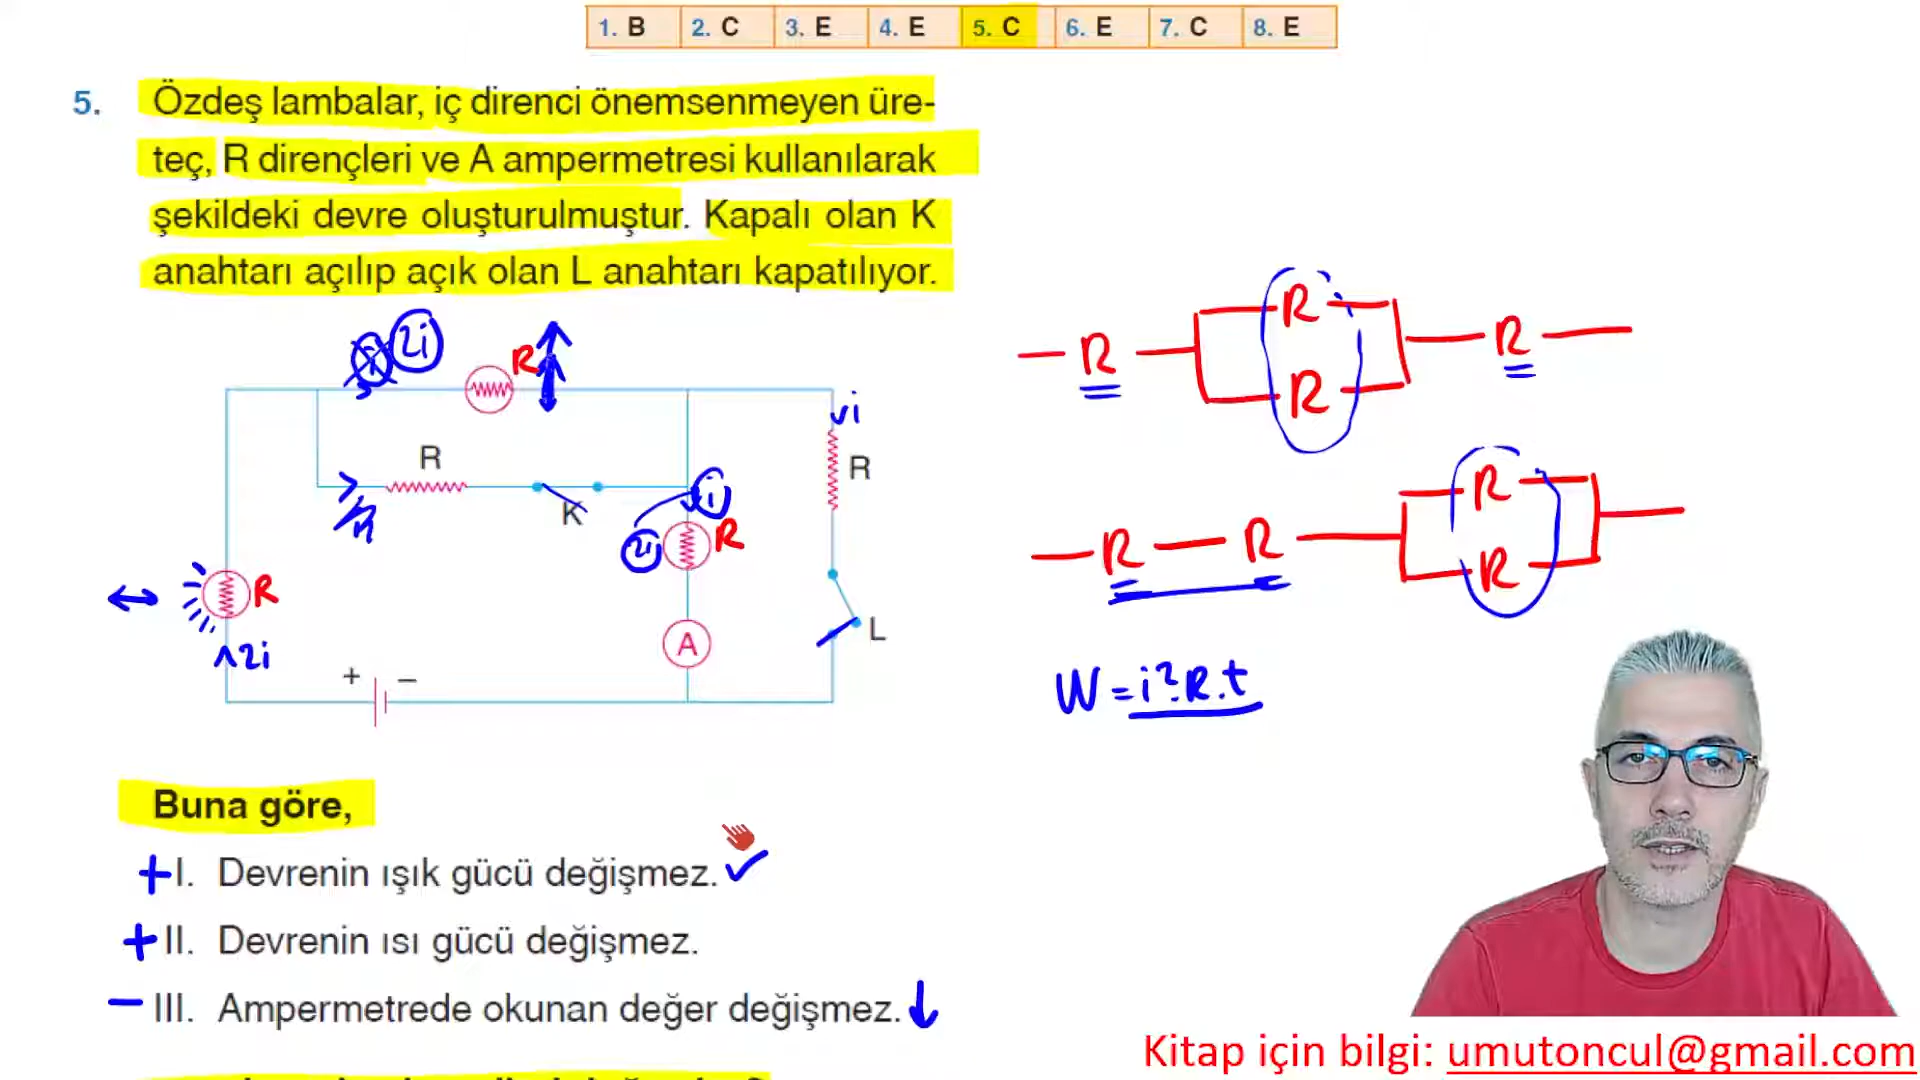 1. B 2. C 3. E 4. E 5. C 6. E 7. C 8. E
5. Özdeş lambalar, iç direnci önemsenmeyen üre-
teç, R dirençleri ve A ampermetresi kullanılarak
şekildeki devre oluşturulmuştur. Kapalı olan K
anahtarı açılıp açık olan L anahtarı kapatılıyor.
2i R
i
R R
K i
2i R
R
A L
2i
+ −
R R R
R
R R R
R
W = i².R.t
Buna göre,
+ I. Devrenin ışık gücü değişmez. ✓
+ II. Devrenin ısı gücü değişmez.
− III. Ampermetrede okunan değer değişmez. ↓
Kitap için bilgi: umutoncul@gmail.com